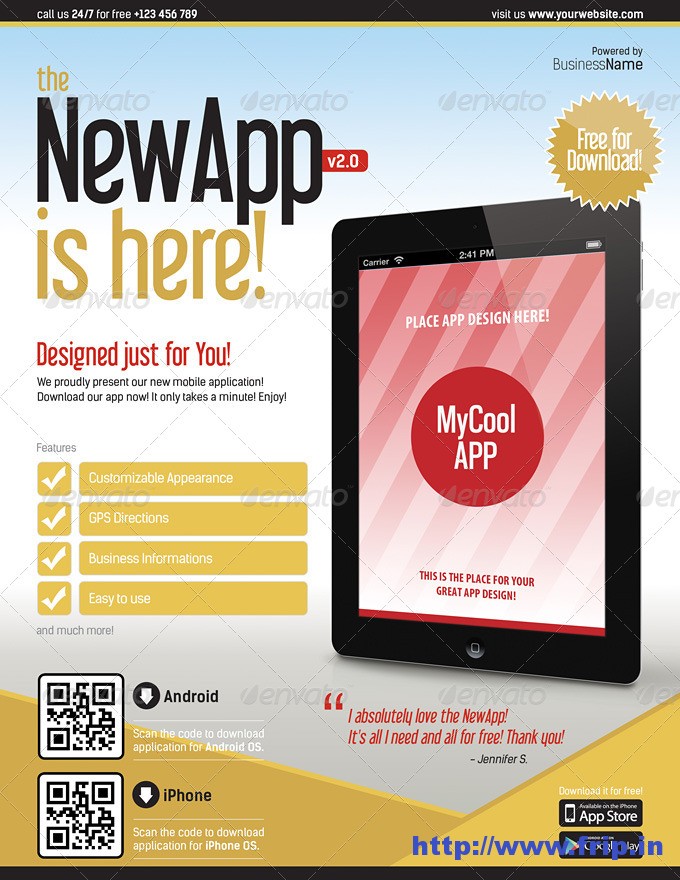 call us 24/7 for free +123 456 789
visit us www.yourwebsite.com
Powered by
BusinessName
the
NewApp
v2.0
is here!
Free for
Download!
Carrier
2:41 PM
PLACE APP DESIGN HERE!
MyCool
APP
THIS IS THE PLACE FOR YOUR
GREAT APP DESIGN!
Designed just for You!
We proudly present our new mobile application!
Download our app now! It only takes a minute! Enjoy!
Features
Customizable Appearance
GPS Directions
Business Informations
Easy to use
and much more!
Android
Scan the code to download
application for Android OS.
iPhone
Scan the code to download
application for iPhone OS.
“ I absolutely love the NewApp!
It's all I need and all for free! Thank you!
– Jennifer S.
Download it for free!
Available on the iPhone
App Store
http://www.frip.in
envato